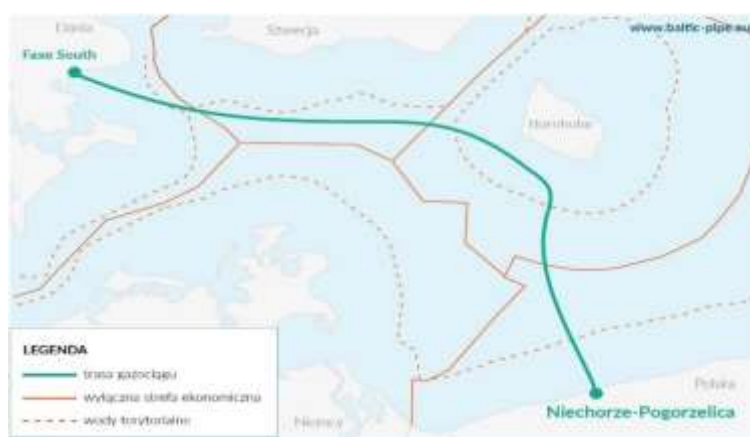 Dania
Szwecja
www.baltic-pipe.eu
Faxe South
Bornholm
LEGENDA
trasa gazociągu
wyłączna strefa ekonomiczna
wody terytorialne
Niemcy
Polska
Niechorze-Pogorzelica